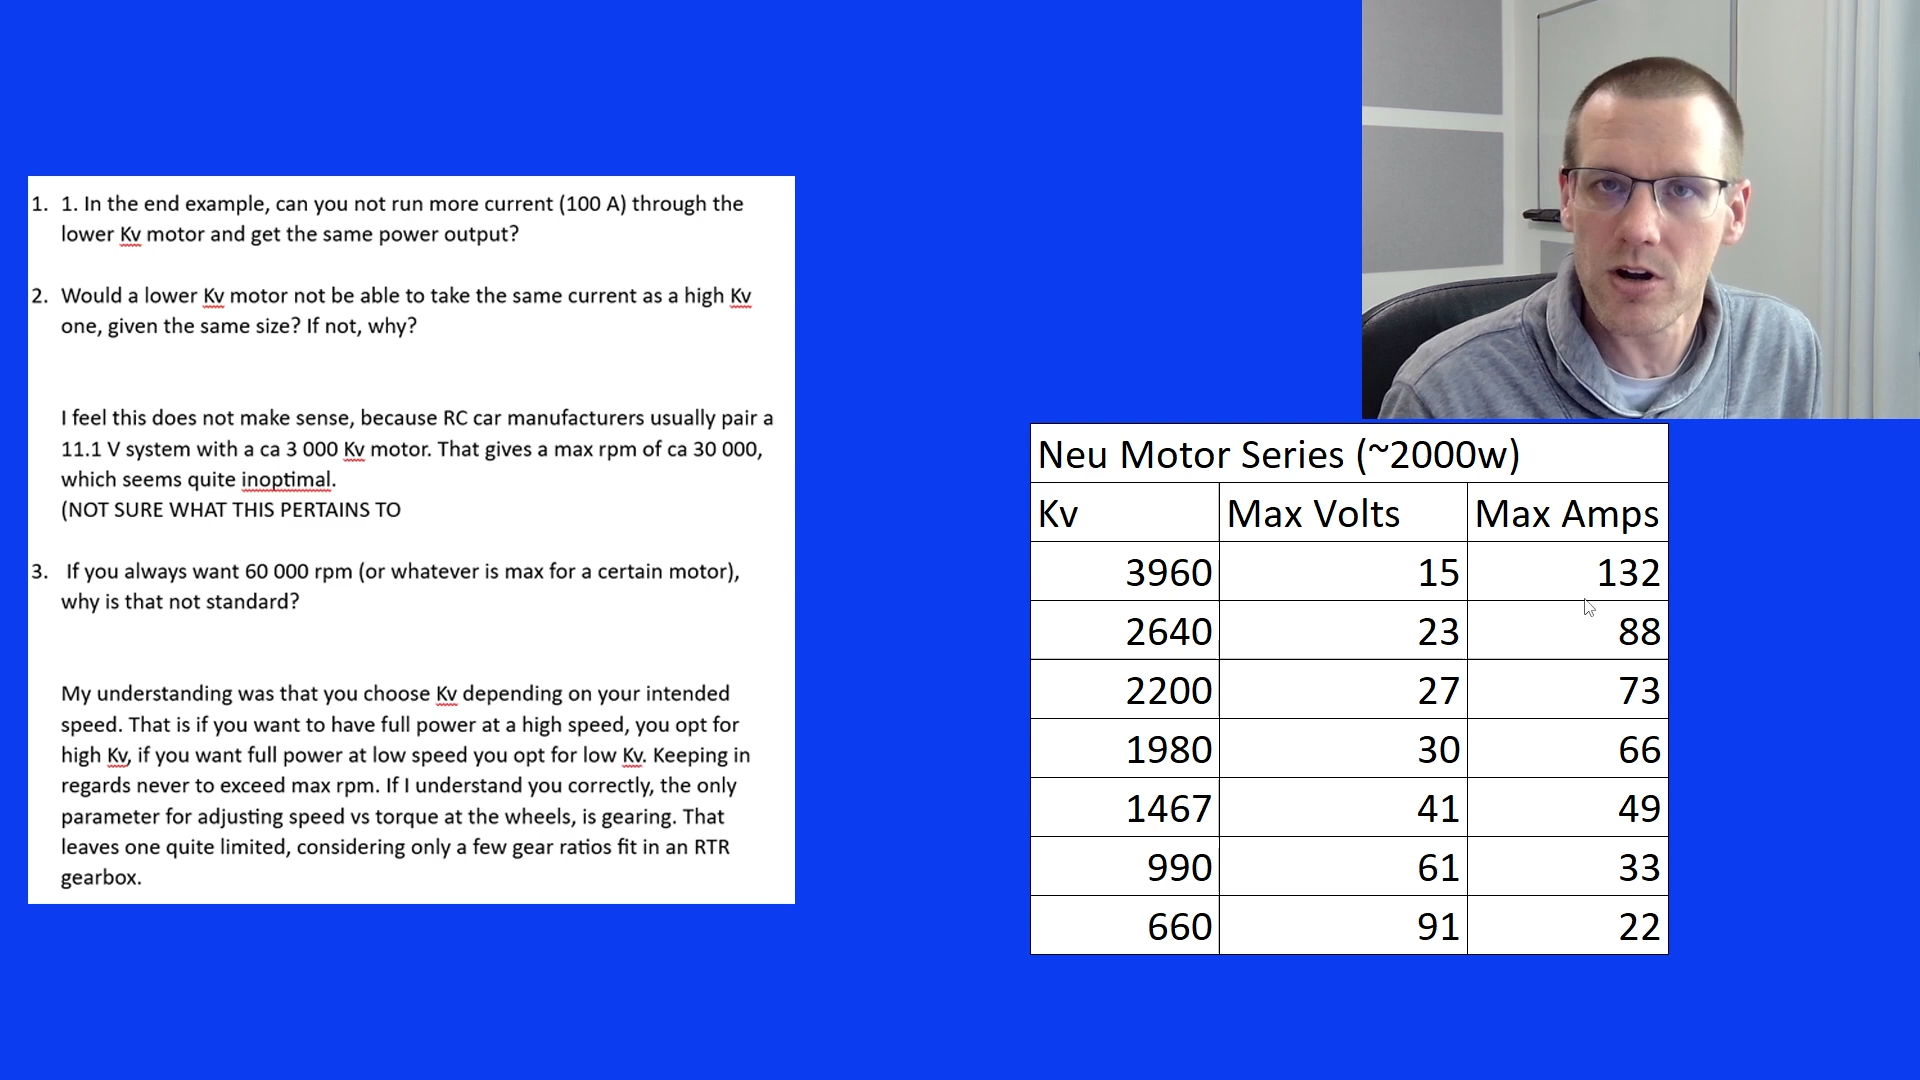 1. 1. In the end example, can you not run more current (100 A) through the
lower Kv motor and get the same power output?
2. Would a lower Kv motor not be able to take the same current as a high Kv
one, given the same size? If not, why?
I feel this does not make sense, because RC car manufacturers usually pair a
11.1 V system with a ca 3 000 Kv motor. That gives a max rpm of ca 30 000,
which seems quite inoptimal.
(NOT SURE WHAT THIS PERTAINS TO
3. If you always want 60 000 rpm (or whatever is max for a certain motor),
why is that not standard?
My understanding was that you choose Kv depending on your intended
speed. That is if you want to have full power at a high speed, you opt for
high Kv, if you want full power at low speed you opt for low Kv. Keeping in
regards never to exceed max rpm. If I understand you correctly, the only
parameter for adjusting speed vs torque at the wheels, is gearing. That
leaves one quite limited, considering only a few gear ratios fit in an RTR
gearbox.
Neu Motor Series (~2000w)
Kv Max Volts Max Amps
3960 15 132
2640 23 88
2200 27 73
1980 30 66
1467 41 49
990 61 33
660 91 22